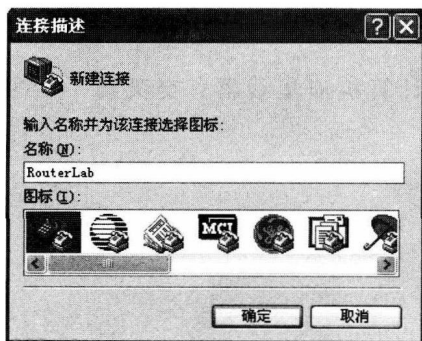 连接描述
新建连接
输入名称并为该连接选择图标:
名称(N):
RouterLab
图标(I):
MCI
确定
取消